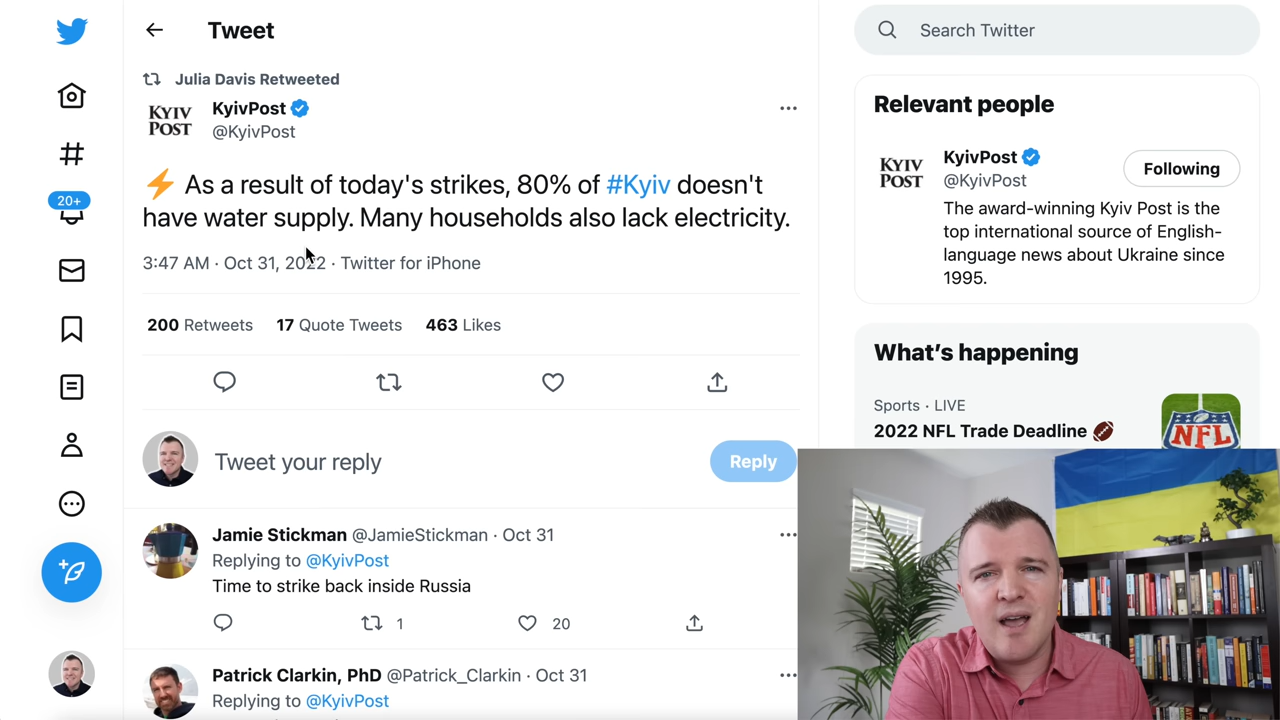 20+
Tweet
Julia Davis Retweeted
KYIV
POST
KyivPost
@KyivPost
⚡ As a result of today's strikes, 80% of #Kyiv doesn't
have water supply. Many households also lack electricity.
3:47 AM · Oct 31, 2022 · Twitter for iPhone
200 Retweets 17 Quote Tweets 463 Likes
Tweet your reply
Reply
Jamie Stickman @JamieStickman · Oct 31
Replying to @KyivPost
Time to strike back inside Russia
1 20
Patrick Clarkin, PhD @Patrick_Clarkin · Oct 31
Replying to @KyivPost
Search Twitter
Relevant people
KYIV
POST
KyivPost
@KyivPost
Following
The award-winning Kyiv Post is the
top international source of English-
language news about Ukraine since
1995.
What's happening
Sports · LIVE
2022 NFL Trade Deadline 🏈
NFL